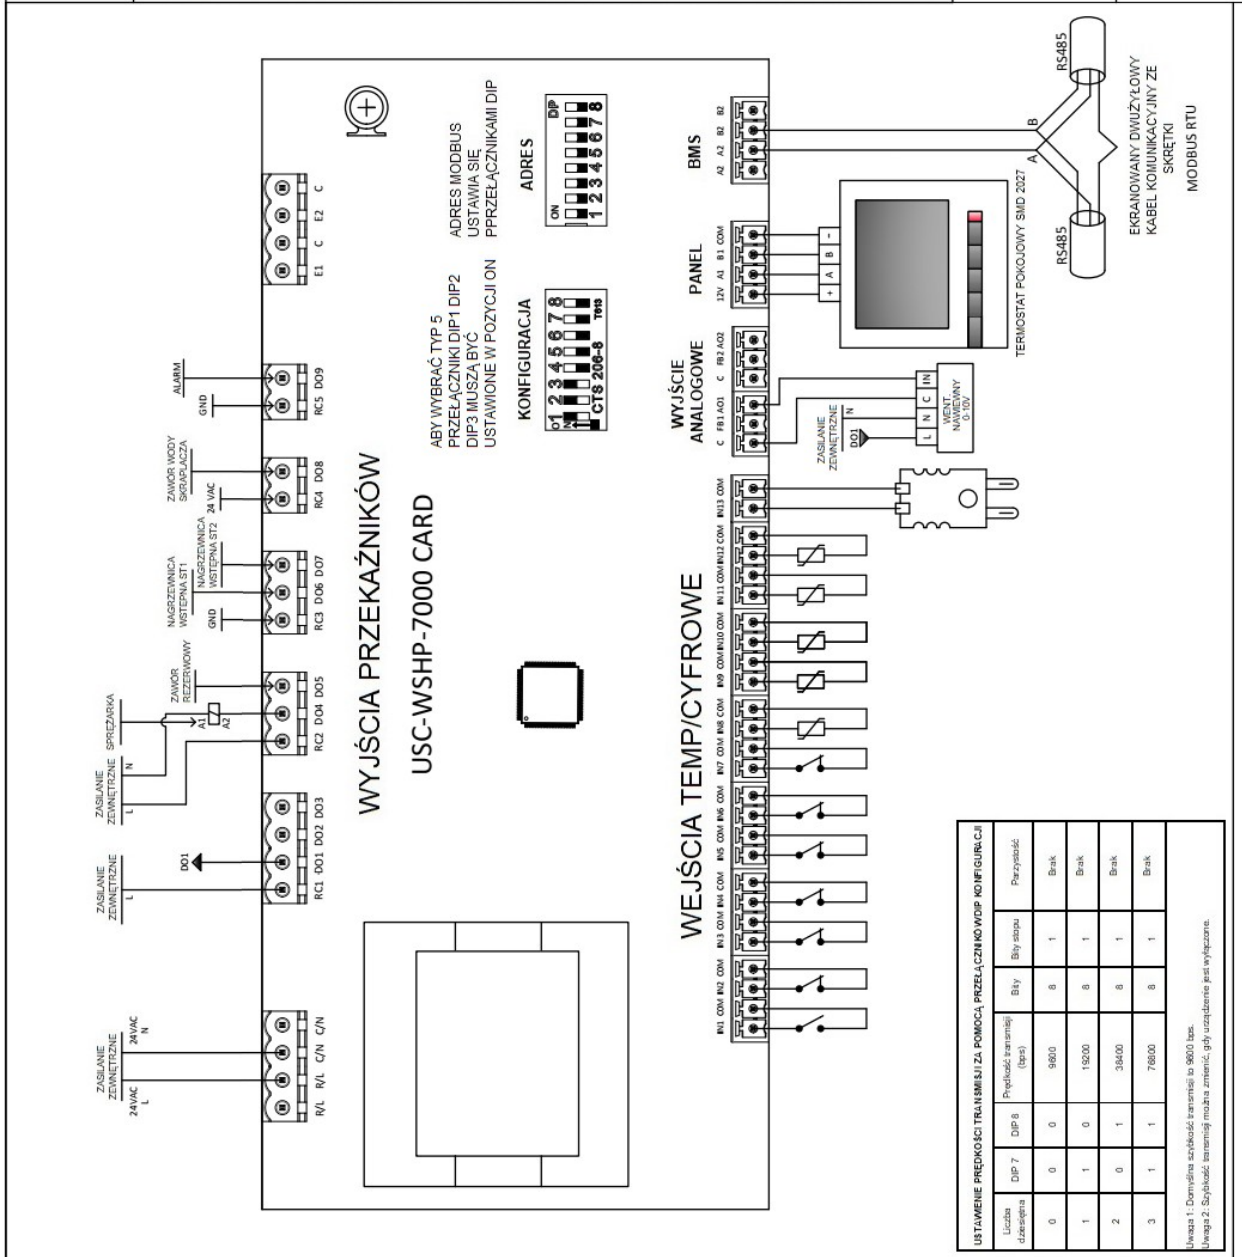 ZASILANIE
ZEWNĘTRZNE
24VAC
L
24VAC
N
R/L R/L C/N C/N
ZASILANIE
ZEWNĘTRZNE
L
DO1
RC1 DO1 DO2 DO3
ZASILANIE
ZEWNĘTRZNE
L
N
SPRĘŻARKA
A1
A2
ZAWÓR
REZERWOWY
RC2 DO4 DO5
GND
NAGRZEWNICA
WSTĘPNA ST1
NAGRZEWNICA
WSTĘPNA ST2
RC3 DO6 DO7
24 VAC
ZAWÓR WODY
SKRAPLACZA
RC4 DO8
GND
ALARM
RC5 DO9
E1 C E2 C
WYJŚCIA PRZEKAŹNIKÓW
USC-WSHP-7000 CARD
ABY WYBRAĆ TYP 5
PRZEŁĄCZNIKI DIP1 DIP2
DIP3 MUSZĄ BYĆ
USTAWIONE W POZYCJI ON
KONFIGURACJA
1 2 3 4 5 6 7 8
CTS 206-8
T613
ADRES MODBUS
USTAWIA SIĘ
PPRZEŁĄCZNIKAMI DIP
ADRES
ON
DP
1 2 3 4 5 6 7 8
WEJŚCIA TEMP/CYFROWE
IN1 COM IN2 COM
IN3 COM IN4 COM
IN5 COM IN6 COM
IN7 COM IN8 COM
IN9 COM IN10 COM
IN11 COM IN12 COM
IN13 COM
WYJŚCIE
ANALOGOWE
C FB1 AO1
C FB2 AO2
PANEL
12V A1 B1 COM
BMS
A2 A2 B2 B2
ZASILANIE
ZEWNĘTRZNE
DO1
N
L N C IN
WENT.
NAWIEWNY
0-10V
+ A B -
TERMOSTAT POKOJOWY SMD 2027
A
B
RS485
RS485
EKRANOWANY DWUŻYŁOWY
KABEL KOMUNIKACYJNY ZE
SKRĘTKI
MODBUS RTU
USTAWIENIE PRĘDKOŚCI TRANSMISJI ZA POMOCĄ PRZEŁĄCZNIKÓW DIP KONFIGURACJI
Liczba dziesiętna DIP 7 DIP 8 Prędkość transmisji (bps) Bity Bity stopu Parzystość
0 0 0 9600 8 1 Brak
1 1 0 19200 8 1 Brak
2 0 1 38400 8 1 Brak
3 1 1 76800 8 1 Brak
Uwaga 1: Domyślna szybkość transmisji to 9600 bps.
Uwaga 2: Szybkość transmisji można zmienić, gdy urządzenie jest wyłączone.